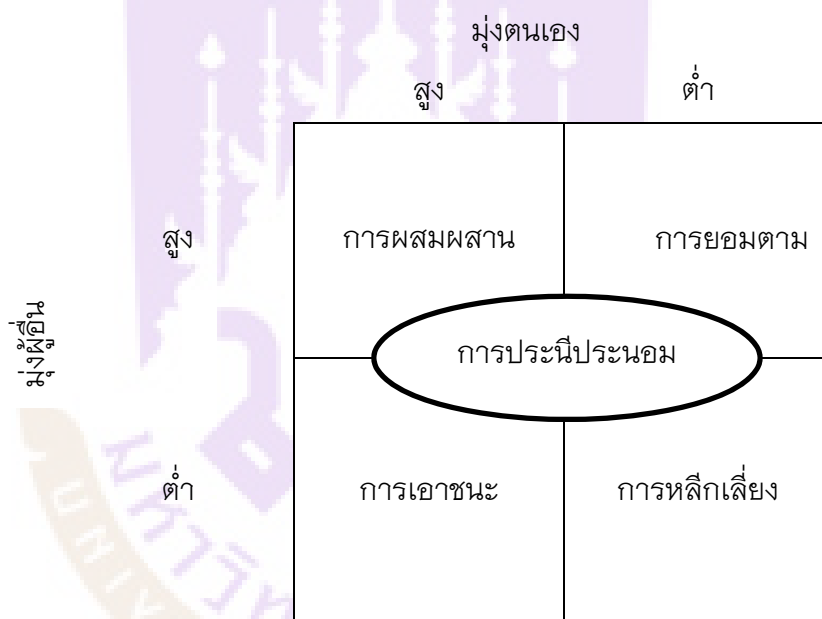 มุ่งตนเอง
สูง ต่ำ
สูง การผสมผสาน การยอมตาม
มุ่งผู้อื่น
การประนีประนอม
ต่ำ การเอาชนะ การหลีกเลี่ยง